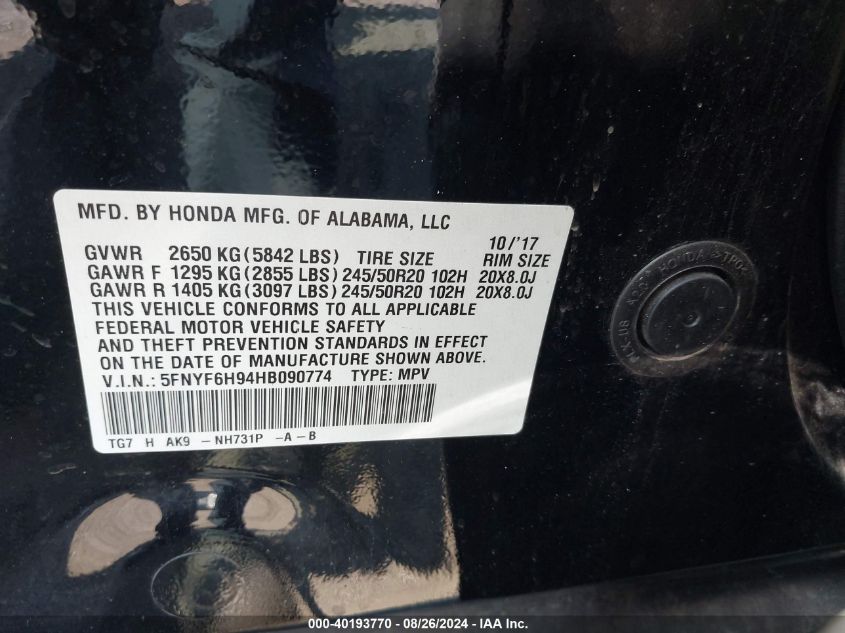 MFD. BY HONDA MFG. OF ALABAMA, LLC
10/'17
GVWR 2650 KG (5842 LBS) TIRE SIZE RIM SIZE
GAWR F 1295 KG (2855 LBS) 245/50R20 102H 20X8.0J
GAWR R 1405 KG (3097 LBS) 245/50R20 102H 20X8.0J
THIS VEHICLE CONFORMS TO ALL APPLICABLE
FEDERAL MOTOR VEHICLE SAFETY
AND THEFT PREVENTION STANDARDS IN EFFECT
ON THE DATE OF MANUFACTURE SHOWN ABOVE.
V.I.N.: 5FNYF6H94HB090774 TYPE: MPV
TG7 H AK9 -NH731P -A-B
HONDA
000-40193770 - 08/26/2024 - IAAI.com